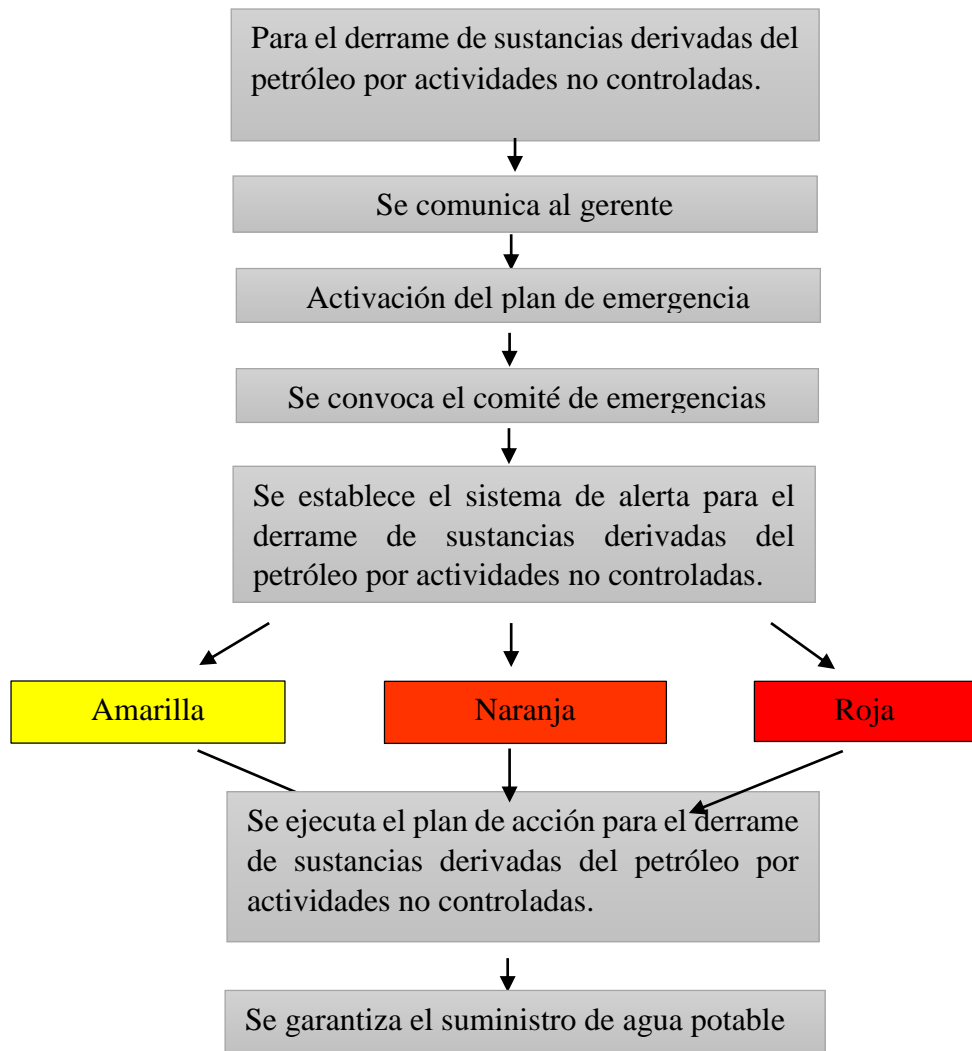 Para el derrame de sustancias derivadas del
petróleo por actividades no controladas.
Se comunica al gerente
Activación del plan de emergencia
Se convoca el comité de emergencias
Se establece el sistema de alerta para el
derrame de sustancias derivadas del
petróleo por actividades no controladas.
Amarilla
Naranja
Roja
Se ejecuta el plan de acción para el derrame
de sustancias derivadas del petróleo por
actividades no controladas.
Se garantiza el suministro de agua potable